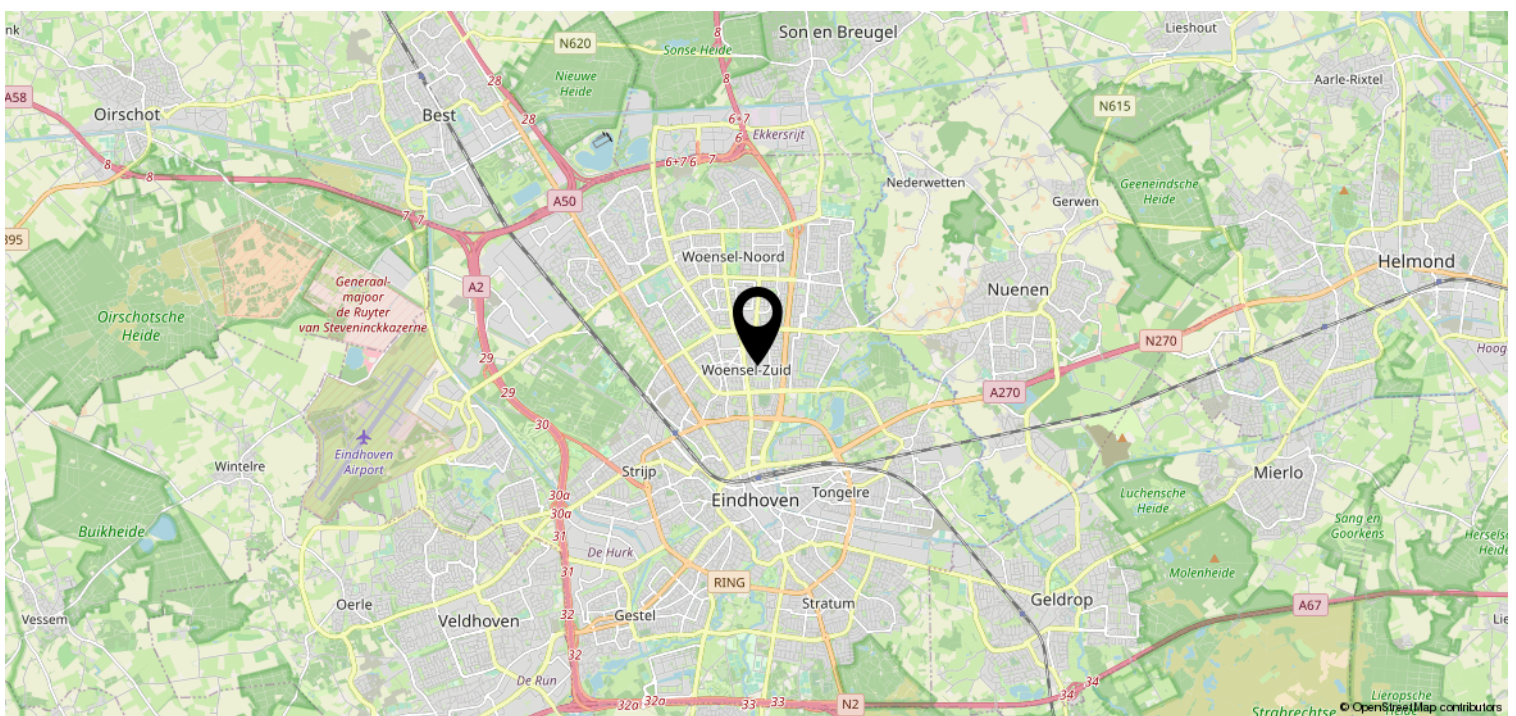 nk
N620
Sonse Heide
8
Son en Breugel
Lieshout
28
Nieuwe
Heide
8
Aarle-Rixtel
A58
Oirschot
Best
28
N615
6+7
6
Ekkersrijt
8
8
6+7
6
7
Nederwetten
Geeneindsche
Heide
A50
Gerwen
7
7
395
Woensel-Noord
Helmond
A2
Generaal-
majoor
de Ruyter
van Steveninckkazerne
Nuenen
Oirschotsche
Heide
N270
Hoog
29
Woensel-Zuid
29
A270
30
Eindhoven
Airport
Wintelre
Strijp
Mierlo
30a
Eindhoven
Tongelre
Luchensche
Heide
30a
Buikheide
31
Sang en
Goorkens
Herselse
Heide
De Hurk
31
RING
Molenheide
Oerle
Stratum
Geldrop
A67
Vessem
Veldhoven
32
Gestel
Lie
32
De Run
34
34
Lieropsche
Heide
32a
32a
33
33
N2
Strabrechtse
© OpenStreetMap contributors